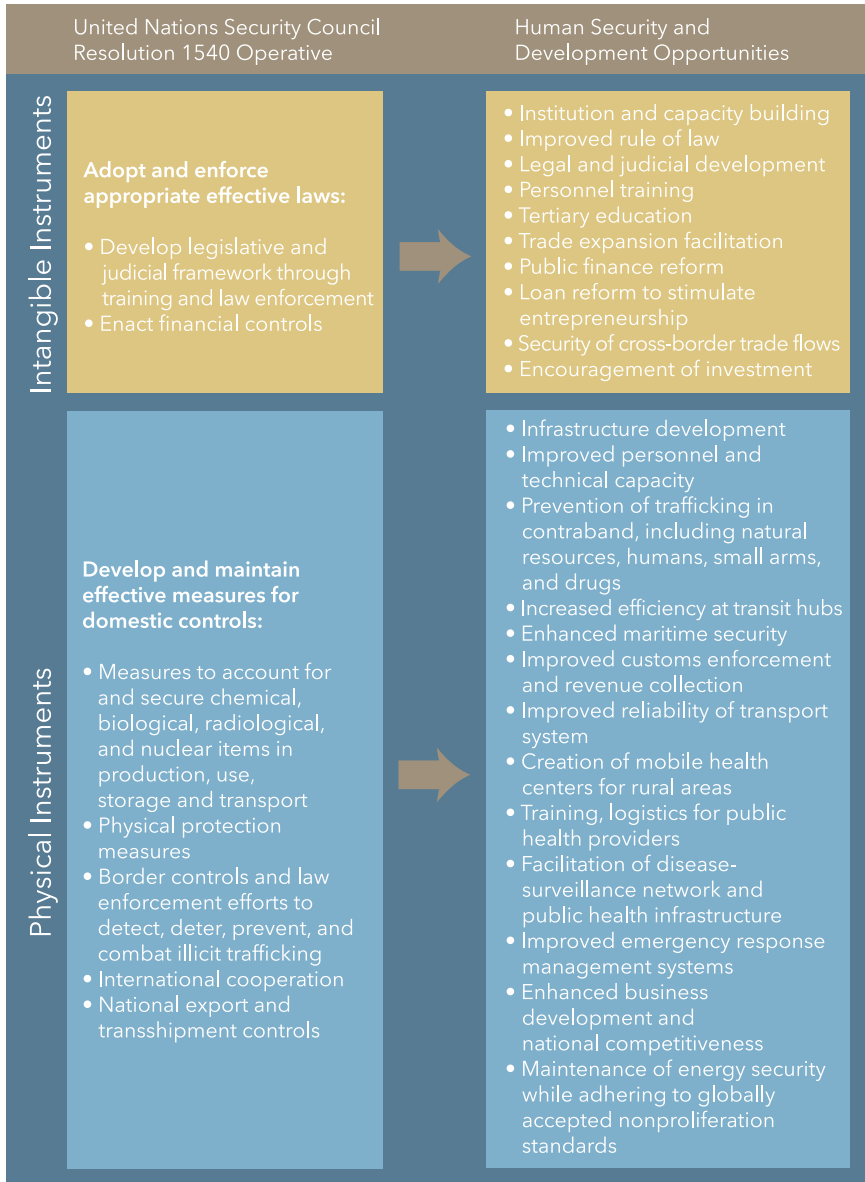 United Nations Security Council
Resolution 1540 Operative
Human Security and
Development Opportunities
Intangible Instruments
Adopt and enforce
appropriate effective laws:
• Develop legislative and
judicial framework through
training and law enforcement
• Enact financial controls
• Institution and capacity building
• Improved rule of law
• Legal and judicial development
• Personnel training
• Tertiary education
• Trade expansion facilitation
• Public finance reform
• Loan reform to stimulate
entrepreneurship
• Security of cross-border trade flows
• Encouragement of investment
Physical Instruments
Develop and maintain
effective measures for
domestic controls:
• Measures to account for
and secure chemical,
biological, radiological,
and nuclear items in
production, use,
storage and transport
• Physical protection
measures
• Border controls and law
enforcement efforts to
detect, deter, prevent, and
combat illicit trafficking
• International cooperation
• National export and
transshipment controls
• Infrastructure development
• Improved personnel and
technical capacity
• Prevention of trafficking in
contraband, including natural
resources, humans, small arms,
and drugs
• Increased efficiency at transit hubs
• Enhanced maritime security
• Improved customs enforcement
and revenue collection
• Improved reliability of transport
system
• Creation of mobile health
centers for rural areas
• Training, logistics for public
health providers
• Facilitation of disease-
surveillance network and
public health infrastructure
• Improved emergency response
management systems
• Enhanced business
development and
national competitiveness
• Maintenance of energy security
while adhering to globally
accepted nonproliferation
standards